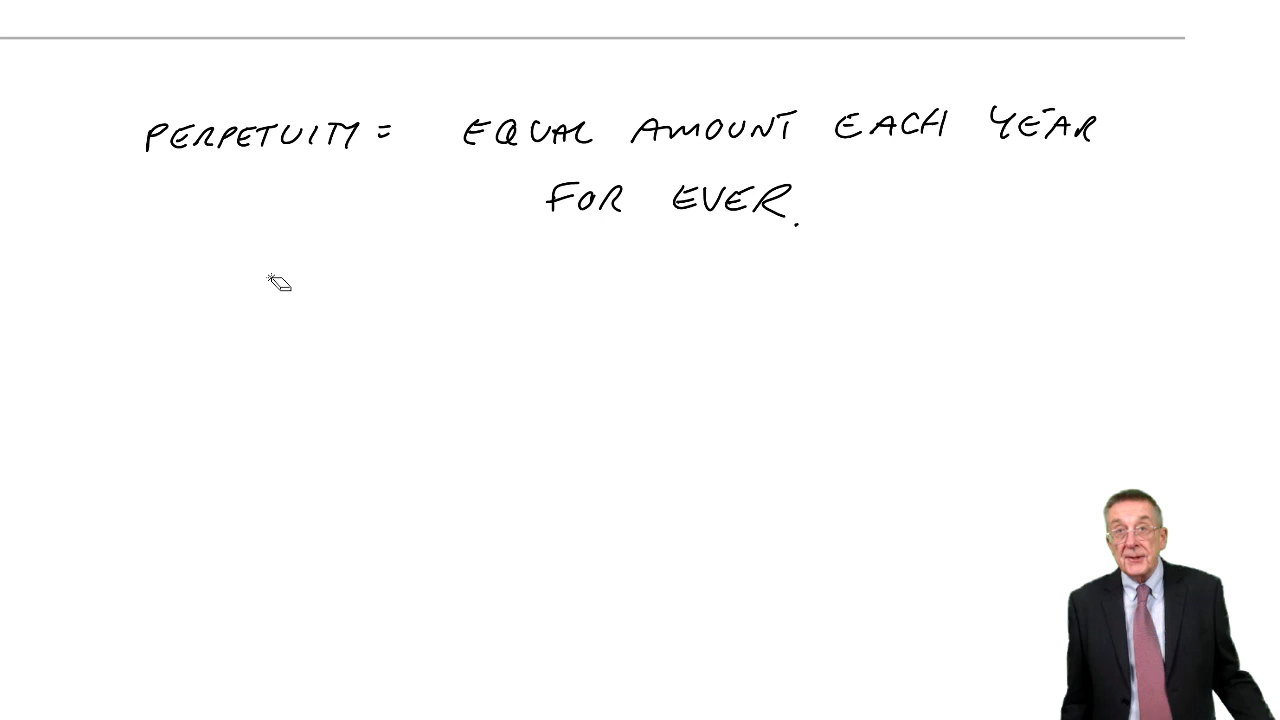 PERPETUITY = EQUAL AMOUNT EACH YEAR
FOR EVER.